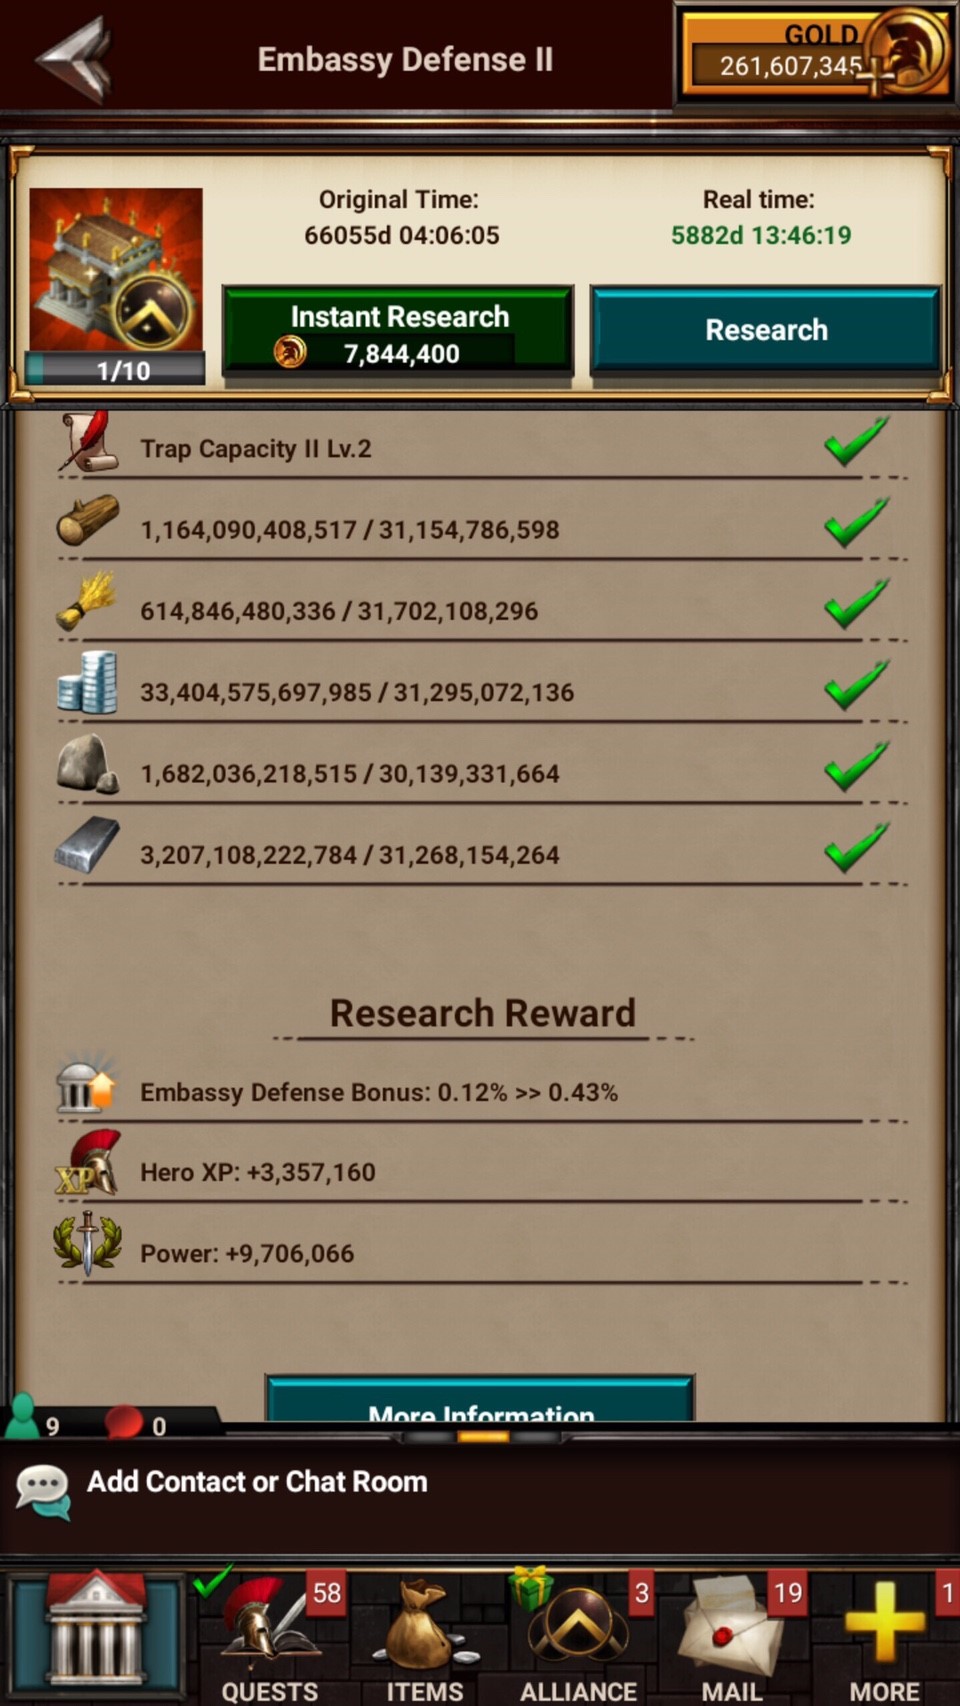 Embassy Defense II
GOLD
261,607,345
Original Time:
66055d 04:06:05
Real time:
5882d 13:46:19
Instant Research
7,844,400
Research
1/10
Trap Capacity II Lv.2
1,164,090,408,517 / 31,154,786,598
614,846,480,336 / 31,702,108,296
33,404,575,697,985 / 31,295,072,136
1,682,036,218,515 / 30,139,331,664
3,207,108,222,784 / 31,268,154,264
Research Reward
Embassy Defense Bonus: 0.12% >> 0.43%
XP
Hero XP: +3,357,160
Power: +9,706,066
More Information
9
0
Add Contact or Chat Room
58
3
19
1
QUESTS
ITEMS
ALLIANCE
MAIL
MORE